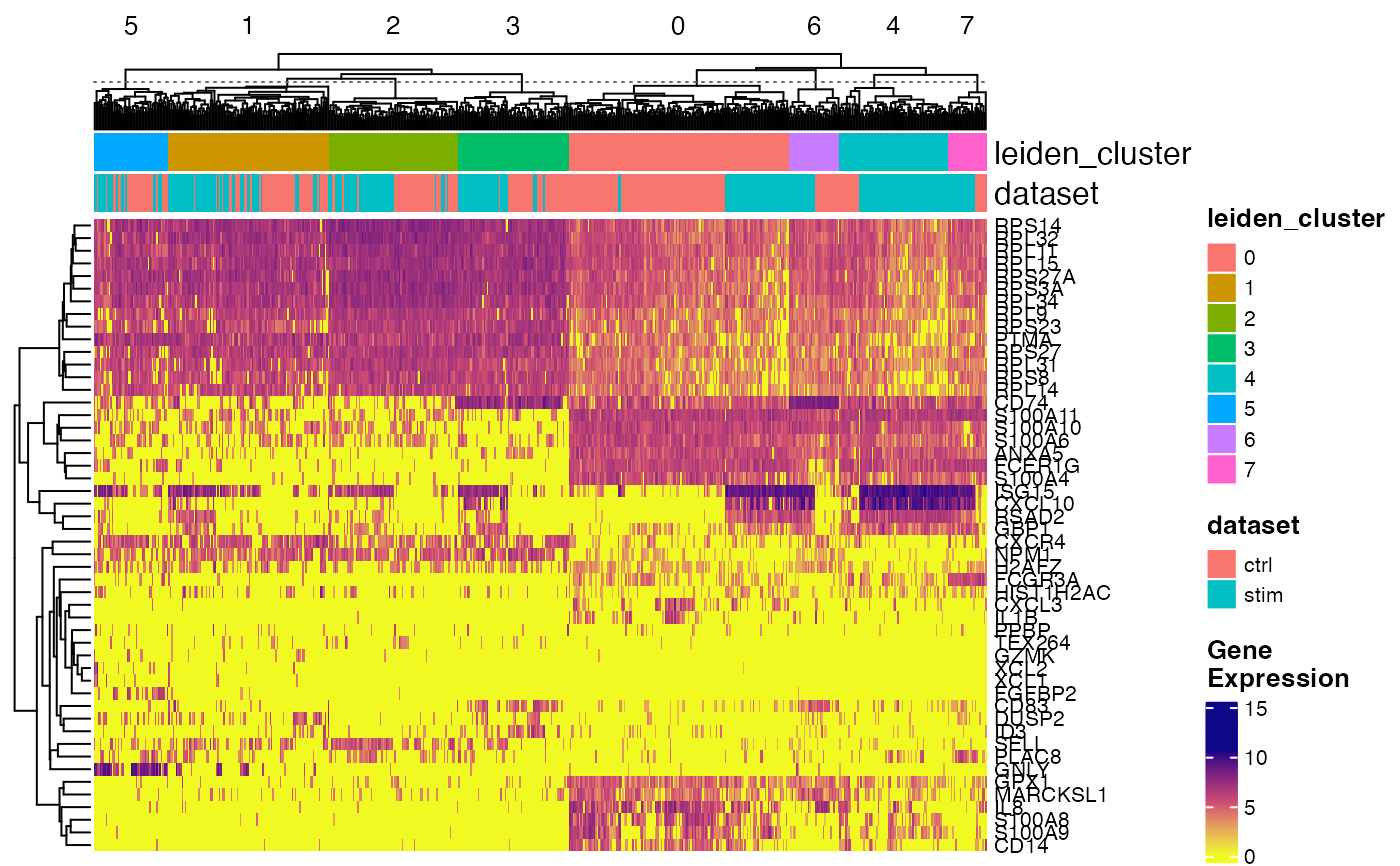 5 1 2 3 0 6 4 7
leiden_cluster
dataset
RPS14
RPL32
RPL11
RPL15
RPS27A
RPS3A
RPL34
RPL9
RPS23
PTMA
RPS27
RPL31
RPS8
RPL14
CD74
S100A11
S100A10
S100A6
ANXA5
FCER1G
S100A4
ISG15
CXCL10
RSAD2
GBP1
CXCR4
NPM1
H2AFZ
FCGR3A
HIST1H2AC
CXCL3
IL1B
PPBP
TEX264
GZMK
XCL2
XCL1
FGFBP2
CD83
DUSP2
ID3
SELL
PLAC8
GNLY
GPX1
MARCKSL1
IL8
S100A8
S100A9
CD14
leiden_cluster
0
1
2
3
4
5
6
7
dataset
ctrl
stim
Gene
Expression
15
10
5
0